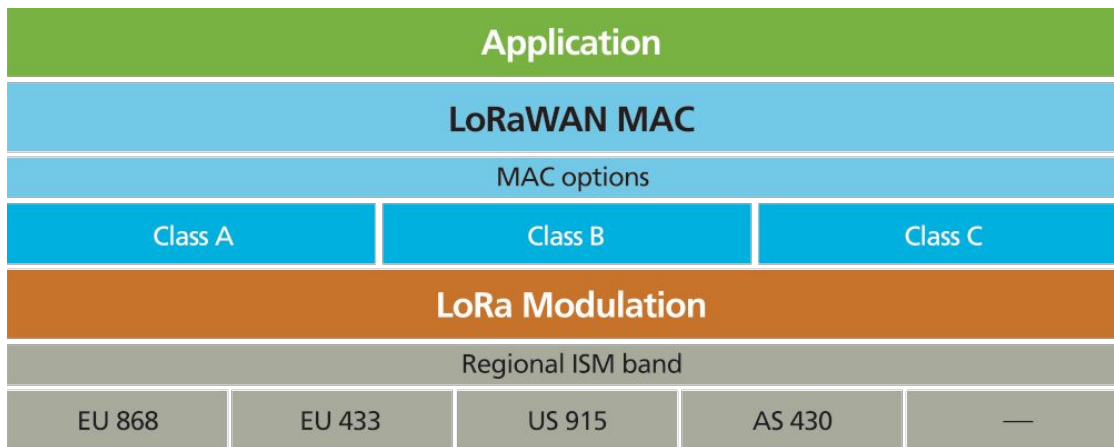 Application
LoRaWAN MAC
MAC options
Class A Class B Class C
LoRa Modulation
Regional ISM band
EU 868 EU 433 US 915 AS 430 —